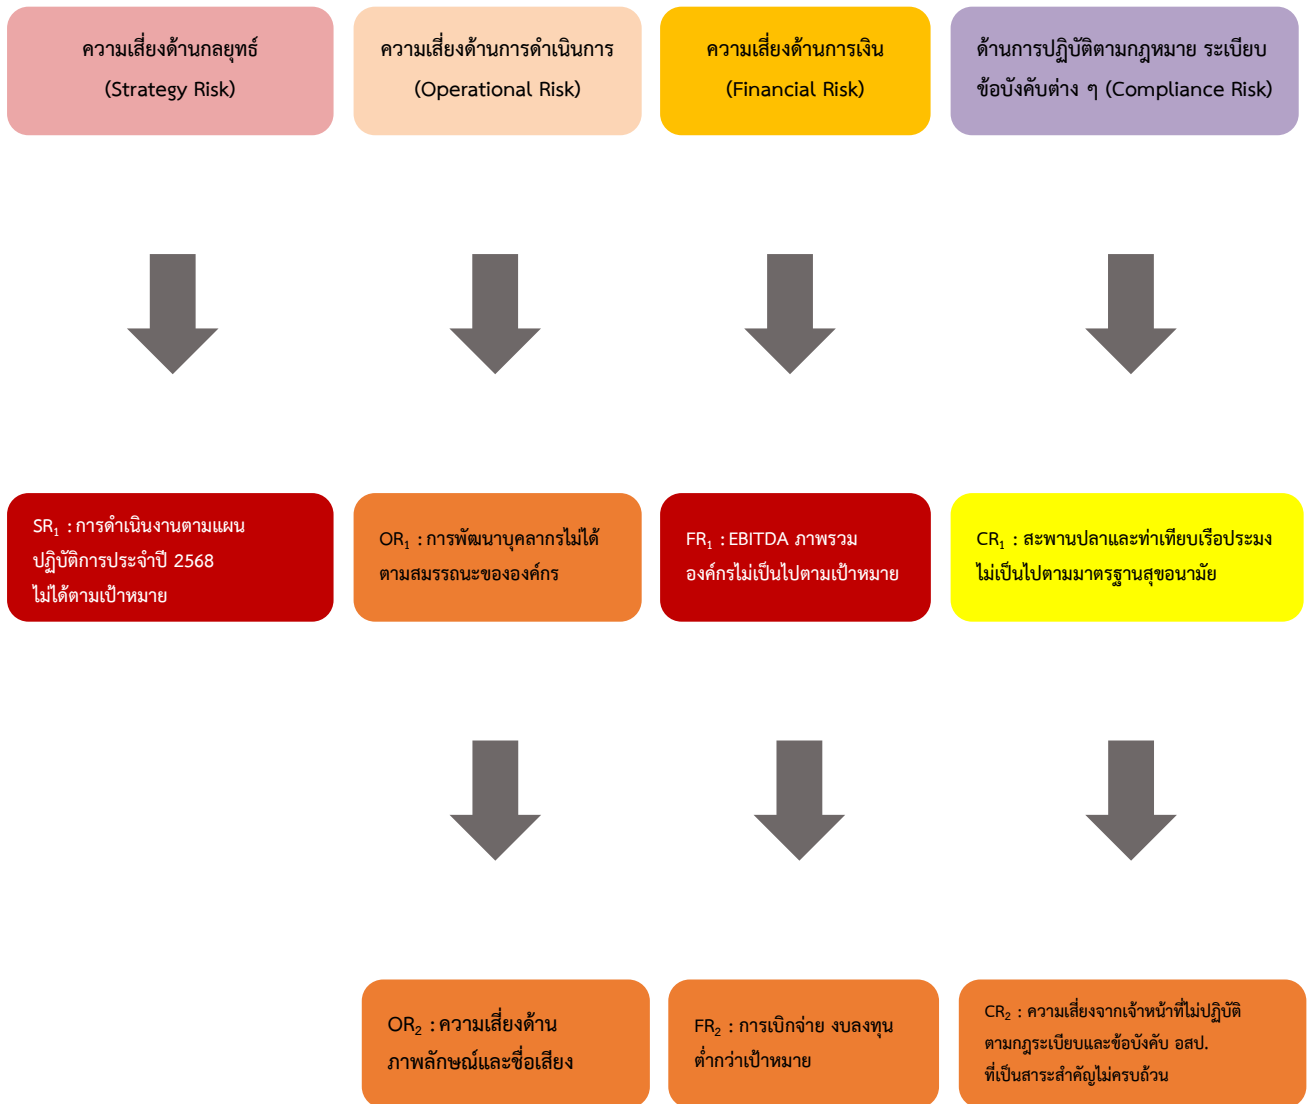 ความเสี่ยงด้านกลยุทธ์
(Strategy Risk)
ความเสี่ยงด้านการดำเนินการ
(Operational Risk)
ความเสี่ยงด้านการเงิน
(Financial Risk)
ด้านการปฏิบัติตามกฎหมาย ระเบียบ
ข้อบังคับต่าง ๆ (Compliance Risk)
SR₁ : การดำเนินงานตามแผน
ปฏิบัติการประจำปี 2568
ไม่ได้ตามเป้าหมาย
OR₁ : การพัฒนาบุคลากรไม่ได้
ตามสมรรถนะขององค์กร
FR₁ : EBITDA ภาพรวม
องค์กรไม่เป็นไปตามเป้าหมาย
CR₁ : สะพานปลาและท่าเทียบเรือประมง
ไม่เป็นไปตามมาตรฐานสุขอนามัย
OR₂ : ความเสี่ยงด้าน
ภาพลักษณ์และชื่อเสียง
FR₂ : การเบิกจ่าย งบลงทุน
ต่ำกว่าเป้าหมาย
CR₂ : ความเสี่ยงจากเจ้าหน้าที่ไม่ปฏิบัติ
ตามกฎระเบียบและข้อบังคับ อสป.
ที่เป็นสาระสำคัญไม่ครบถ้วน